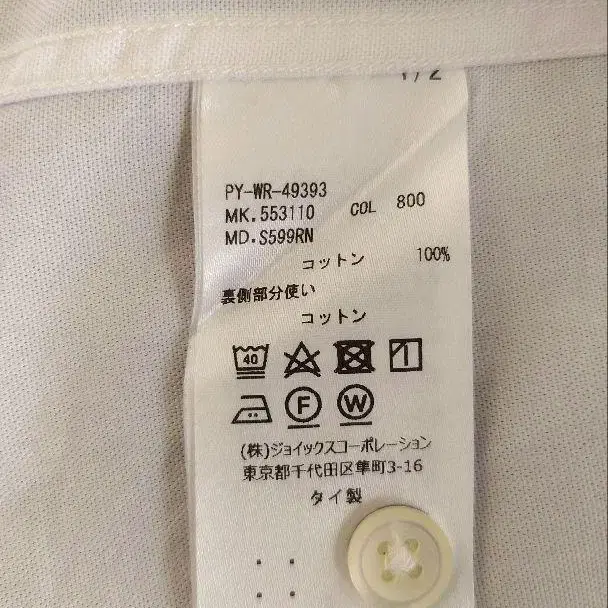 1/2
PY-WR-49393
MK.553110 COL 800
MD.S599RN
コットン 100%
裏側部分使い
コットン
40
F W
(株)ジョイックスコーポレーション
東京都千代田区隼町3-16
タイ製